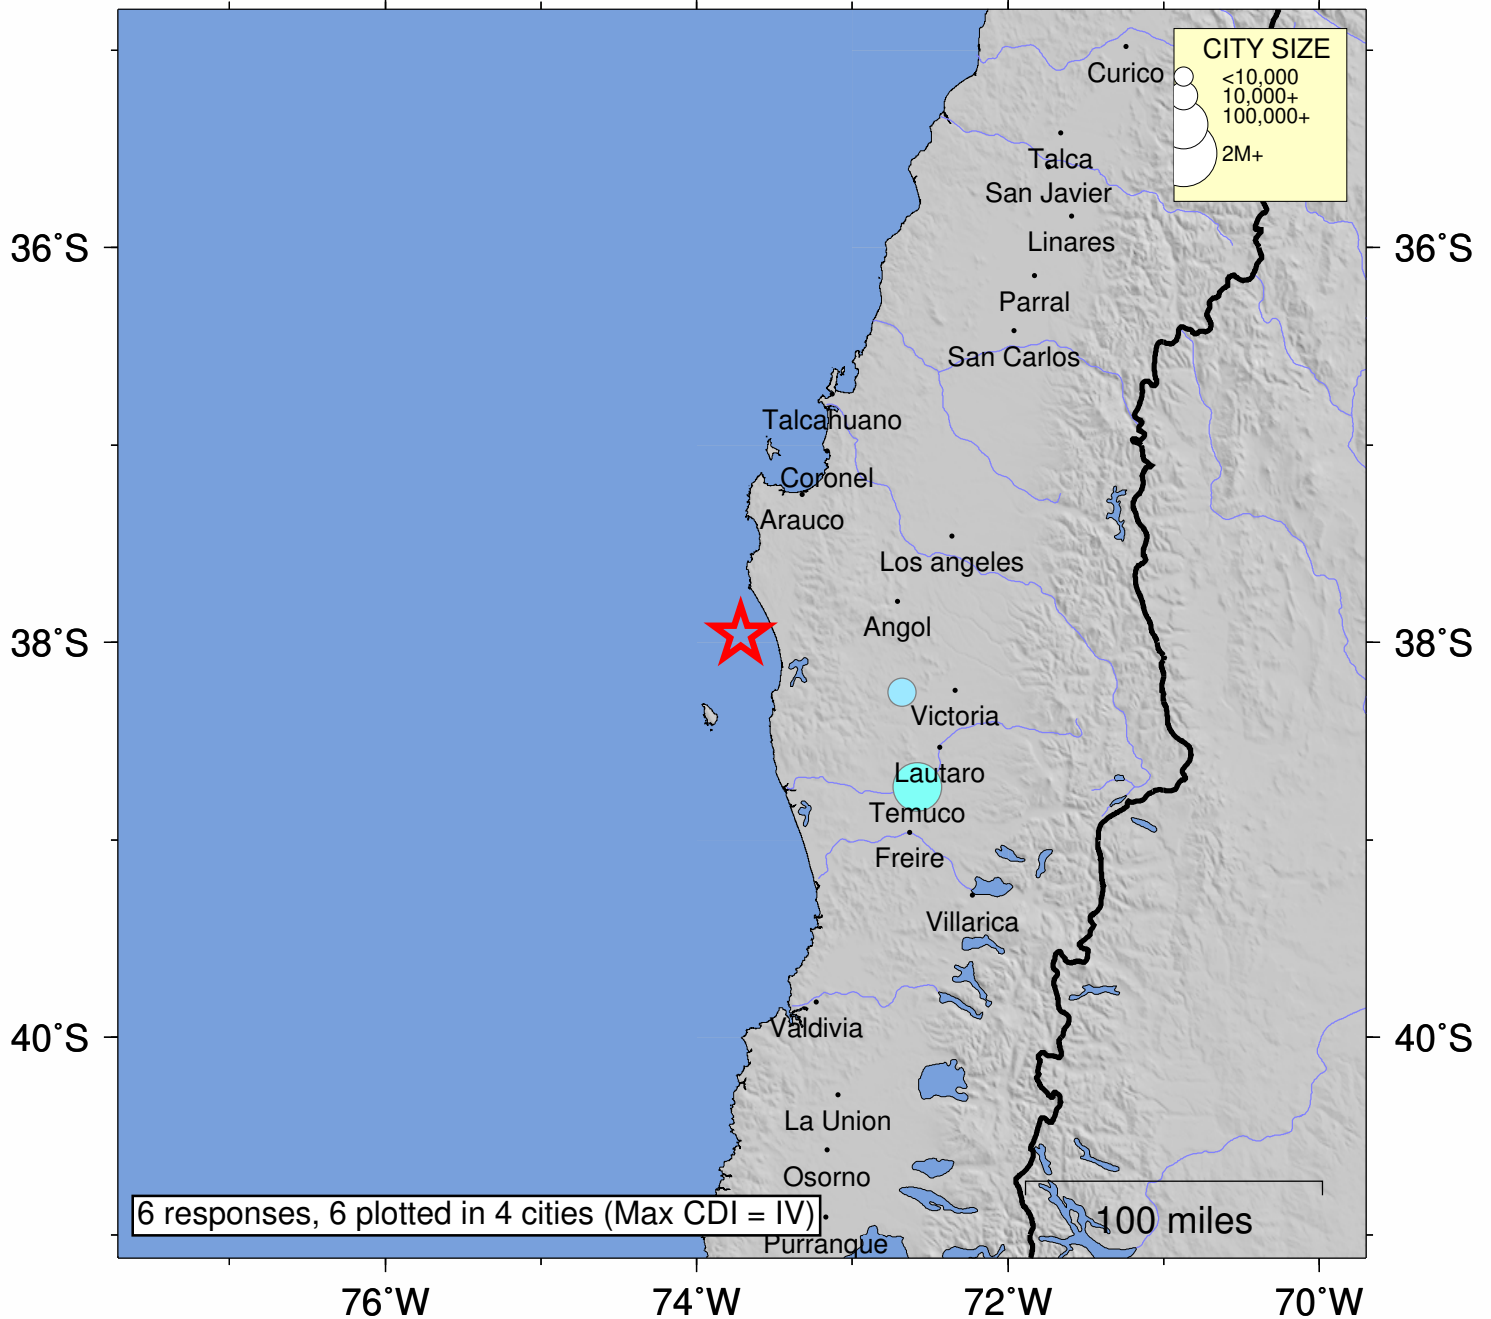 CITY SIZE
<10,000
10,000+
100,000+
2M+
Curico
Talca
San Javier
Linares
Parral
San Carlos
Talcahuano
Coronel
Arauco
Los angeles
Angol
Victoria
Lautaro
Temuco
Freire
Villarica
Valdivia
La Union
Osorno
Purranque
36°S
36°S
38°S
38°S
40°S
40°S
6 responses, 6 plotted in 4 cities (Max CDI = IV)
100 miles
76°W
74°W
72°W
70°W